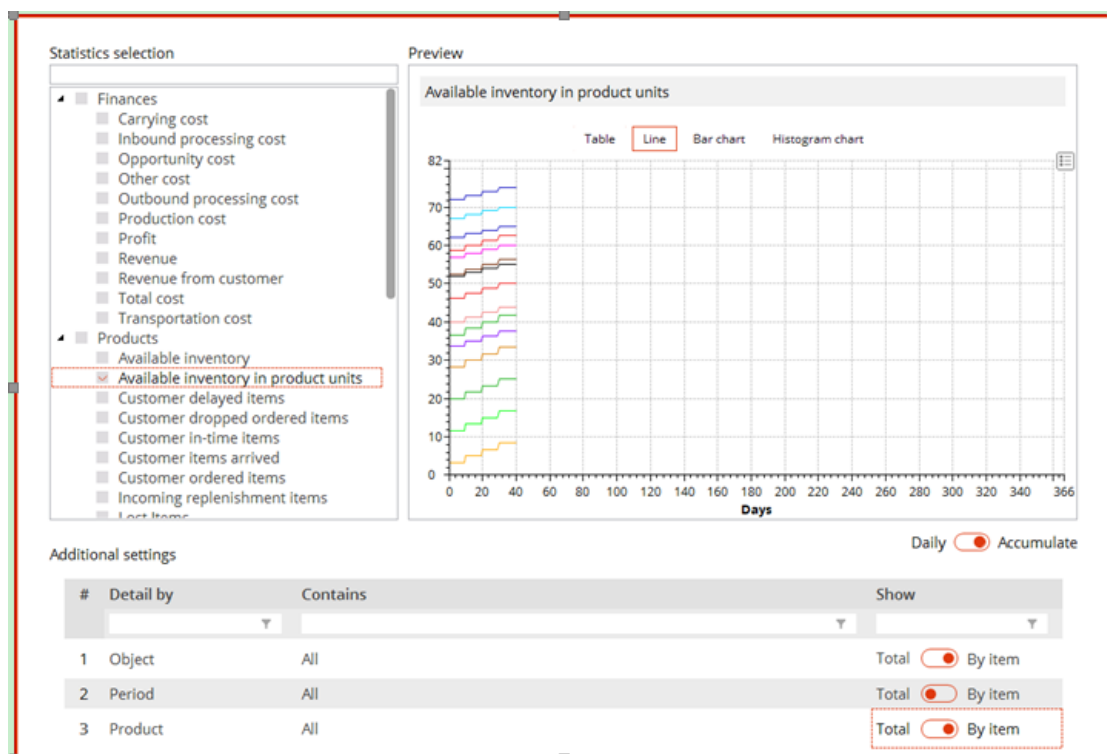 Statistics selection
Finances
Carrying cost
Inbound processing cost
Opportunity cost
Other cost
Outbound processing cost
Production cost
Profit
Revenue
Revenue from customer
Total cost
Transportation cost
Products
Available inventory
Available inventory in product units
Customer delayed items
Customer dropped ordered items
Customer in-time items
Customer items arrived
Customer ordered items
Incoming replenishment items
Lost Items
Preview
Available inventory in product units
Table Line Bar chart Histogram chart
82
70
60
50
40
30
20
10
0
0 20 40 60 80 100 120 140 160 180 200 220 240 260 280 300 320 340 366
Days
Daily Accumulate
Additional settings
# Detail by Contains Show
1 Object All Total By item
2 Period All Total By item
3 Product All Total By item